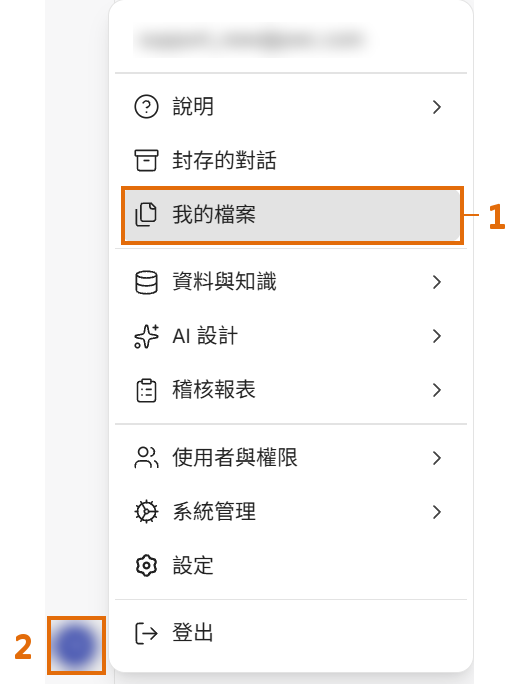 說明
封存的對話
我的檔案
1
資料與知識
AI 設計
稽核報表
使用者與權限
系統管理
設定
登出
2